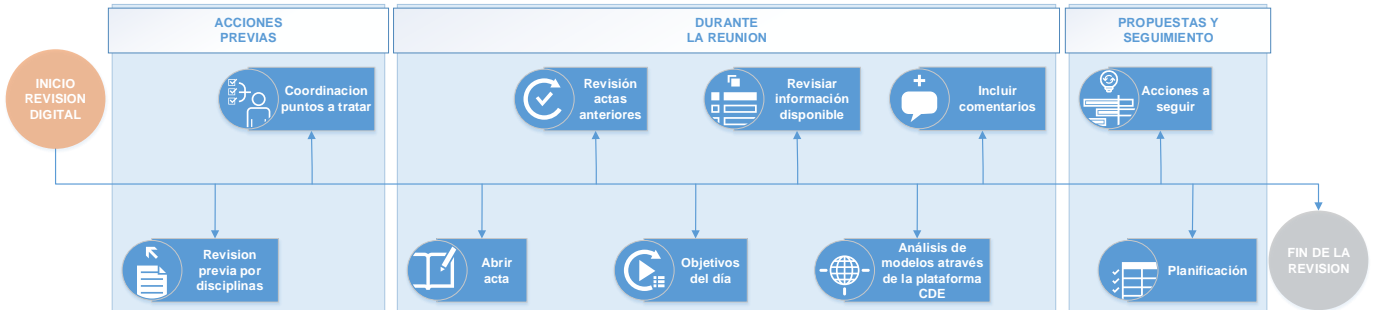 ACCIONES
PREVIAS
DURANTE
LA REUNION
PROPUESTAS Y
SEGUIMIENTO
INICIO
REVISION
DIGITAL
Coordinacion
puntos a tratar
Revisión
actas
anteriores
Revisiar
información
disponible
Incluir
comentarios
Acciones a
seguir
Revision
previa por
disciplinas
Abrir
acta
Objetivos
del día
Análisis de
modelos através
de la plataforma
CDE
Planificación
FIN DE LA
REVISION